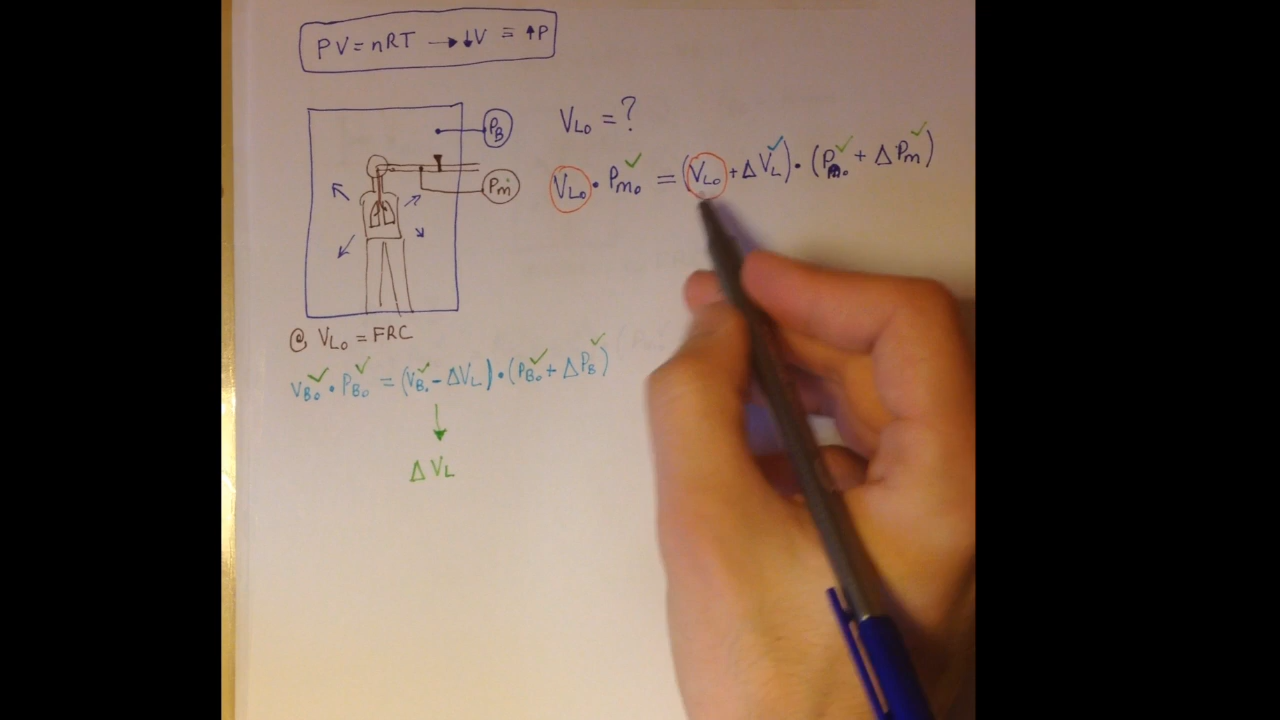 PV = nRT → ↓V ≡ ↑P
PB
VLo = ?
VLo · Pmo = (VLo + ΔVL) · (Pmo + ΔPm)
Pm
@ VLo = FRC
VBo · PBo = (VBo - ΔVL) · (PBo + ΔPB)
ΔVL